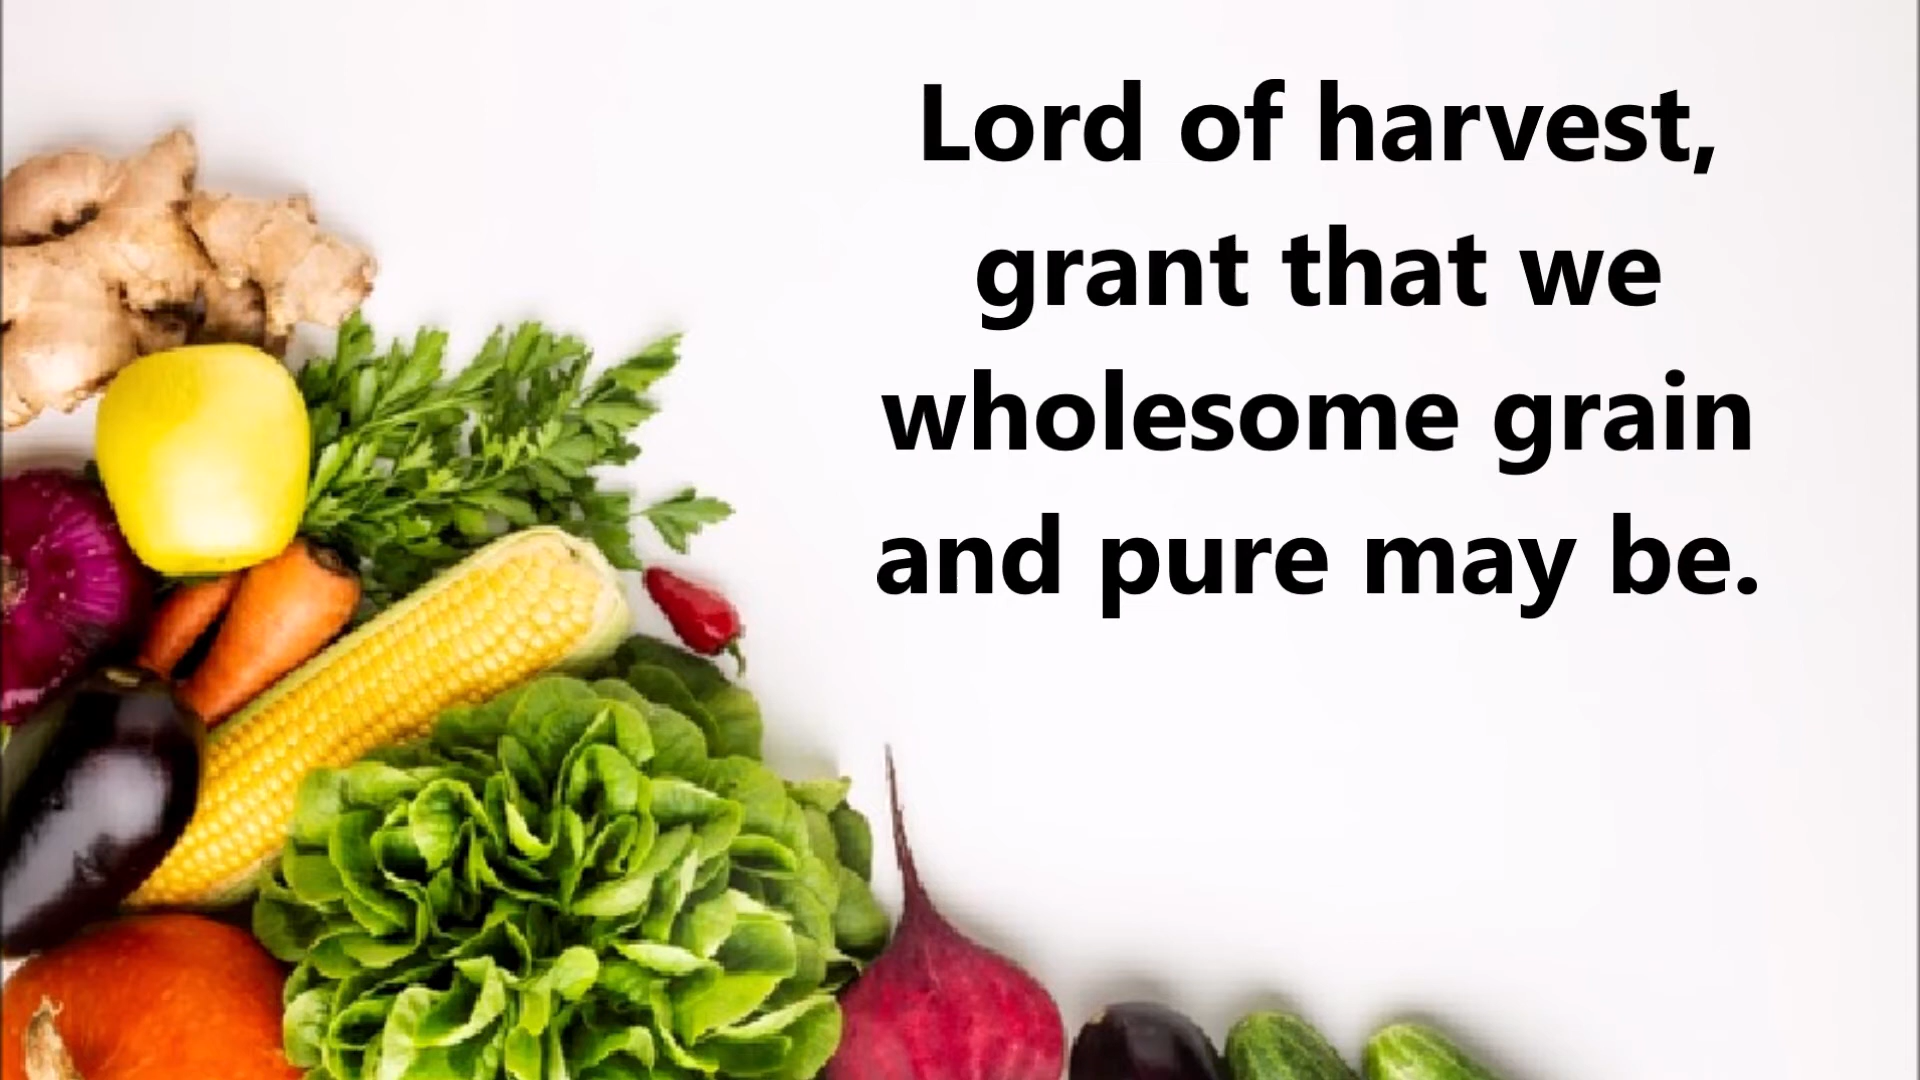 Lord of harvest,
grant that we
wholesome grain
and pure may be.